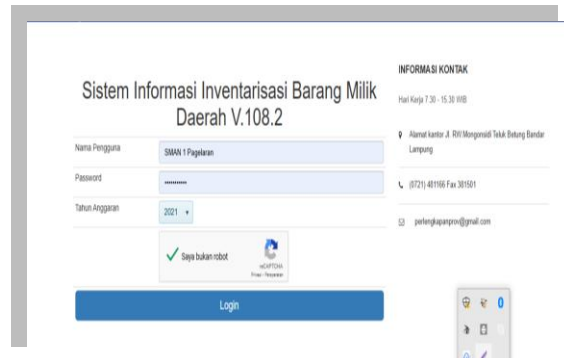 Sistem Informasi Inventarisasi Barang Milik
Daerah V.108.2
Nama Pengguna
SMAN 1 Pagelaran
Password
Tahun Anggaran
2021
Saya bukan robot
reCAPTCHA
Privasi - Persyaratan
Login
INFORMASI KONTAK
Hari Kerja 7.30 - 15.30 WIB
Alamat kantor Jl. RW.Mongonsidi Teluk Betung Bandar
Lampung
(0721) 481166 Fax 381501
perlengkapanprov@gmail.com